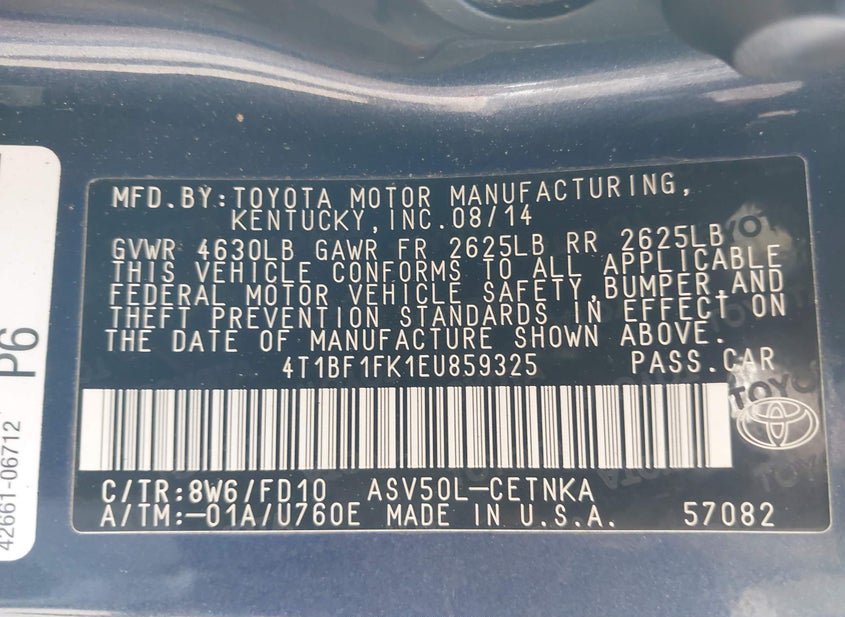 MFD.BY:TOYOTA MOTOR MANUFACTURING,
KENTUCKY,INC.08/14
GVWR 4630LB GAWR FR 2625LB RR 2625LB
THIS VEHICLE CONFORMS TO ALL APPLICABLE
FEDERAL MOTOR VEHICLE SAFETY,BUMPER,AND
THEFT PREVENTION STANDARDS IN EFFECT ON
THE DATE OF MANUFACTURE SHOWN ABOVE.
4T1BF1FK1EU859325 PASS.CAR
TOYOTA
C/TR:8W6/FD10 ASV50L-CETNKA
A/TM:-01A/U760E MADE IN U.S.A. 57082
P6
42661-06712